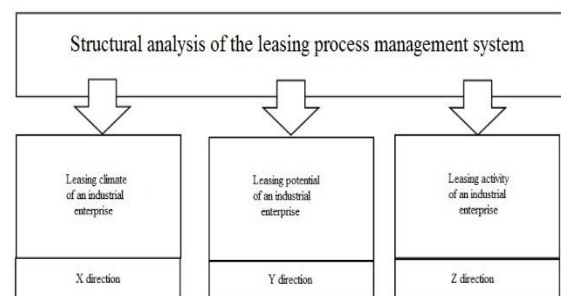 Structural analysis of the leasing process management system
Leasing climate
of an industrial
enterprise
Leasing potential
of an industrial
enterprise
Leasing activity
of an industrial
enterprise
X direction
Y direction
Z direction